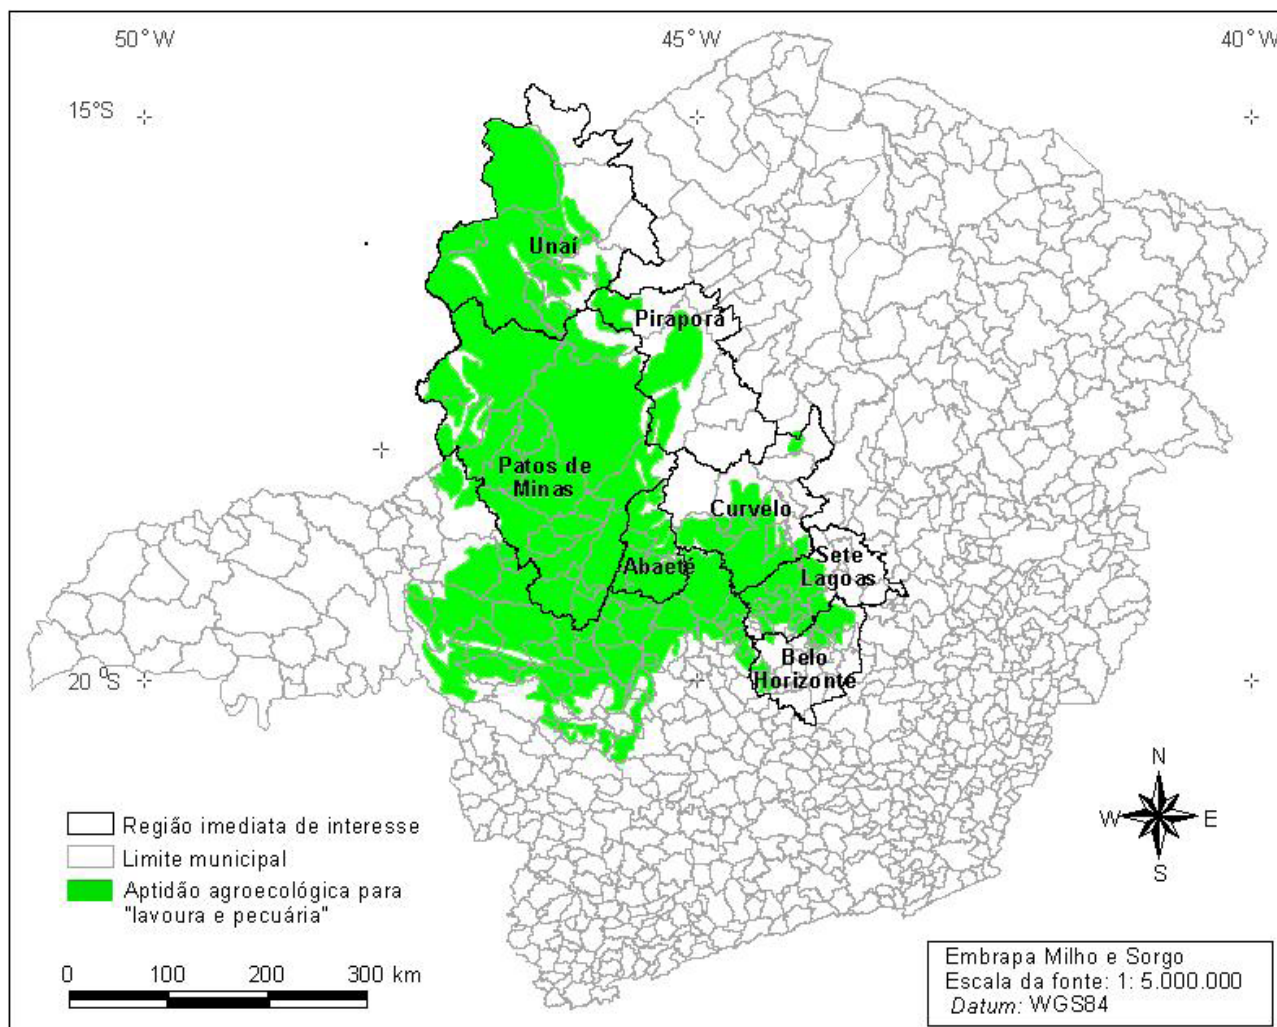 50°W 45°W 40°W
15°S
Unaí
Pirapora
Patos de
Minas
Curvelo
Sete
Lagoas
Abaeté
Belo
Horizonte
20 °S
N
W E
S
Região imediata de interesse
Limite municipal
Aptidão agroecológica para
"lavoura e pecuária"
0 100 200 300 km
Embrapa Milho e Sorgo
Escala da fonte: 1: 5.000.000
Datum: WGS84